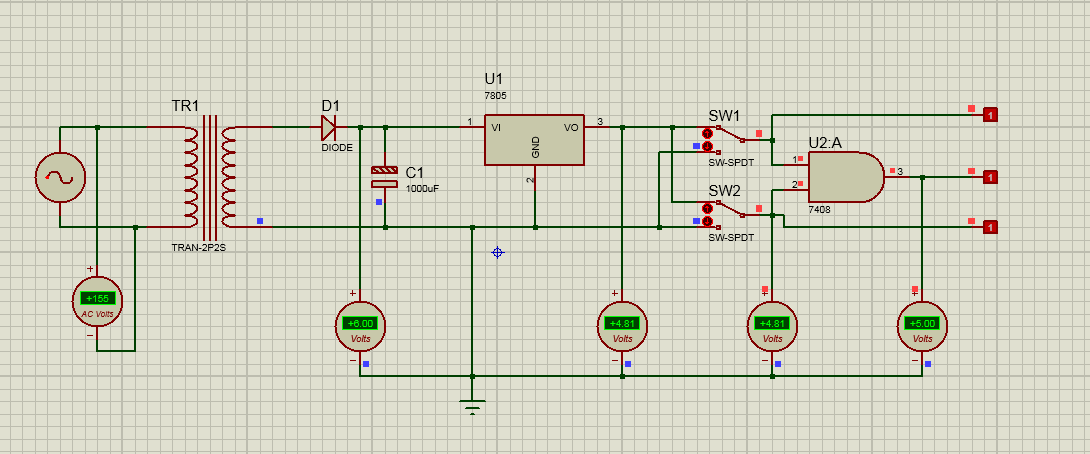 U1
7805
TR1
D1
1 VI VO 3
SW1
1
DIODE
GND
U2:A
C1
1000uF
SW-SPDT
1
3
1
2
2
SW2
7408
1
TRAN-2P2S
SW-SPDT
+155
AC Volts
+6.00
Volts
+4.81
Volts
+4.81
Volts
+5.00
Volts